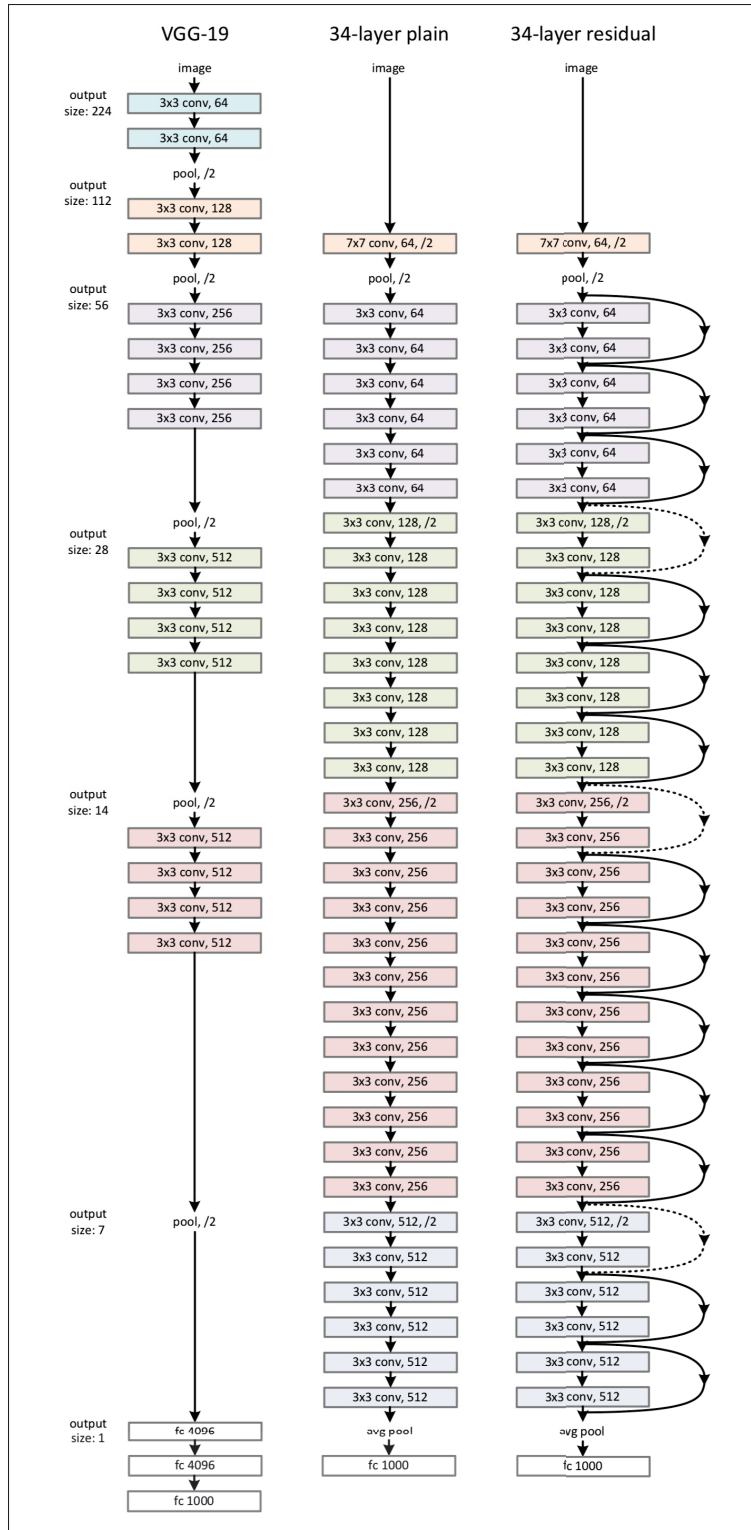 VGG-19
34-layer plain
34-layer residual
output
size: 224
output
size: 112
output
size: 56
output
size: 28
output
size: 14
output
size: 7
output
size: 1
image
3x3 conv, 64
3x3 conv, 64
pool, /2
3x3 conv, 128
3x3 conv, 128
pool, /2
3x3 conv, 256
3x3 conv, 256
3x3 conv, 256
3x3 conv, 256
pool, /2
3x3 conv, 512
3x3 conv, 512
3x3 conv, 512
3x3 conv, 512
pool, /2
3x3 conv, 512
3x3 conv, 512
3x3 conv, 512
3x3 conv, 512
pool, /2
fc 4096
fc 4096
fc 1000
image
7x7 conv, 64, /2
pool, /2
3x3 conv, 64
3x3 conv, 64
3x3 conv, 64
3x3 conv, 64
3x3 conv, 64
3x3 conv, 64
3x3 conv, 128, /2
3x3 conv, 128
3x3 conv, 128
3x3 conv, 128
3x3 conv, 128
3x3 conv, 128
3x3 conv, 128
3x3 conv, 128
3x3 conv, 256, /2
3x3 conv, 256
3x3 conv, 256
3x3 conv, 256
3x3 conv, 256
3x3 conv, 256
3x3 conv, 256
3x3 conv, 256
3x3 conv, 256
3x3 conv, 256
3x3 conv, 256
3x3 conv, 256
3x3 conv, 512, /2
3x3 conv, 512
3x3 conv, 512
3x3 conv, 512
3x3 conv, 512
3x3 conv, 512
avg pool
fc 1000
image
7x7 conv, 64, /2
pool, /2
3x3 conv, 64
3x3 conv, 64
3x3 conv, 64
3x3 conv, 64
3x3 conv, 64
3x3 conv, 64
3x3 conv, 128, /2
3x3 conv, 128
3x3 conv, 128
3x3 conv, 128
3x3 conv, 128
3x3 conv, 128
3x3 conv, 128
3x3 conv, 128
3x3 conv, 256, /2
3x3 conv, 256
3x3 conv, 256
3x3 conv, 256
3x3 conv, 256
3x3 conv, 256
3x3 conv, 256
3x3 conv, 256
3x3 conv, 256
3x3 conv, 256
3x3 conv, 256
3x3 conv, 256
3x3 conv, 512, /2
3x3 conv, 512
3x3 conv, 512
3x3 conv, 512
3x3 conv, 512
3x3 conv, 512
avg pool
fc 1000